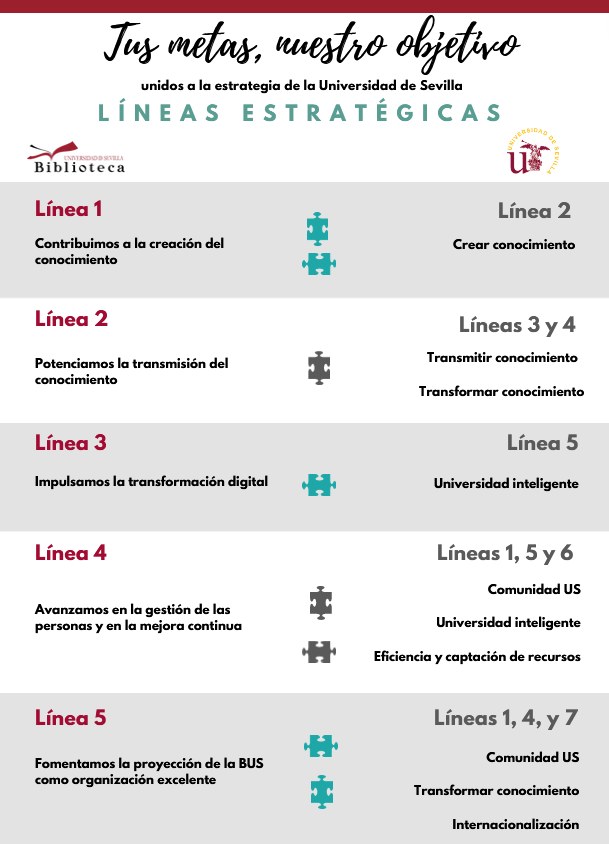 Tus metas, nuestro objetivo
unidos a la estrategia de la Universidad de Sevilla
LÍNEAS ESTRATÉGICAS
UNIVERSIDAD DE SEVILLA
Biblioteca
UNIVERSIDAD DE SEVILLA
u
Línea 1
Contribuimos a la creación del
conocimiento
Línea 2
Crear conocimiento
Línea 2
Potenciamos la transmisión del
conocimiento
Líneas 3 y 4
Transmitir conocimiento
Transformar conocimiento
Línea 3
Impulsamos la transformación digital
Línea 5
Universidad inteligente
Línea 4
Avanzamos en la gestión de las
personas y en la mejora continua
Líneas 1, 5 y 6
Comunidad US
Universidad inteligente
Eficiencia y captación de recursos
Línea 5
Fomentamos la proyección de la BUS
como organización excelente
Líneas 1, 4, y 7
Comunidad US
Transformar conocimiento
Internacionalización